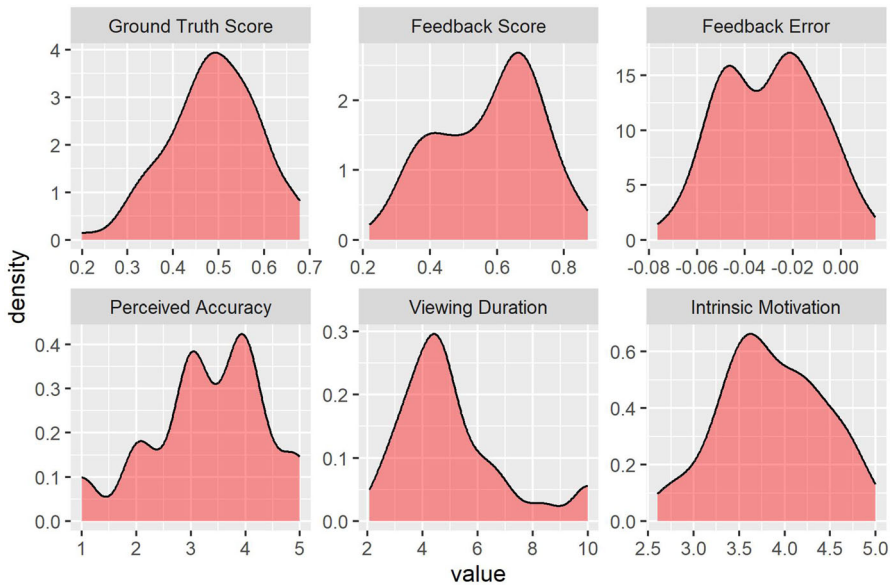 Ground Truth Score
Feedback Score
Feedback Error
4
3
2
1
0
2
1
0
15
10
5
0
0.2 0.3 0.4 0.5 0.6 0.7
0.2 0.4 0.6 0.8
-0.08 -0.06 -0.04 -0.02 0.00
density
Perceived Accuracy
Viewing Duration
Intrinsic Motivation
0.4
0.3
0.2
0.1
0.0
0.3
0.2
0.1
0.0
0.6
0.4
0.2
0.0
1 2 3 4 5
2 4 6 8 10
2.5 3.0 3.5 4.0 4.5 5.0
value